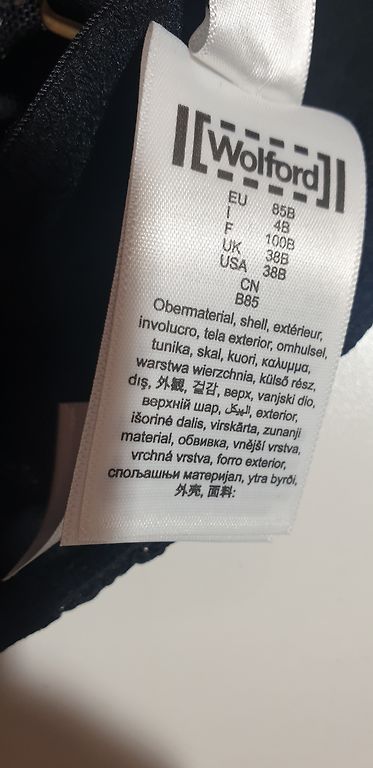 Wolford
EU 85B
I 4B
F 100B
UK 38B
USA 38B
CN
B85
Obermaterial, shell, extérieur,
involucro, tela exterior, omhulsel,
tunika, skal, kuori, καλυμμα,
warstwa wierzchnia, külső rész,
dış, 外観, 겉감, верх, vanjski dio,
верхній шар, الهيكل, exterior,
išorinė dalis, virskārta, zunanji
material, обвивка, vnější vrstva,
vrchná vrstva, forro exterior,
спољашњи материјал, ytra byrði,
外壳, 面料: